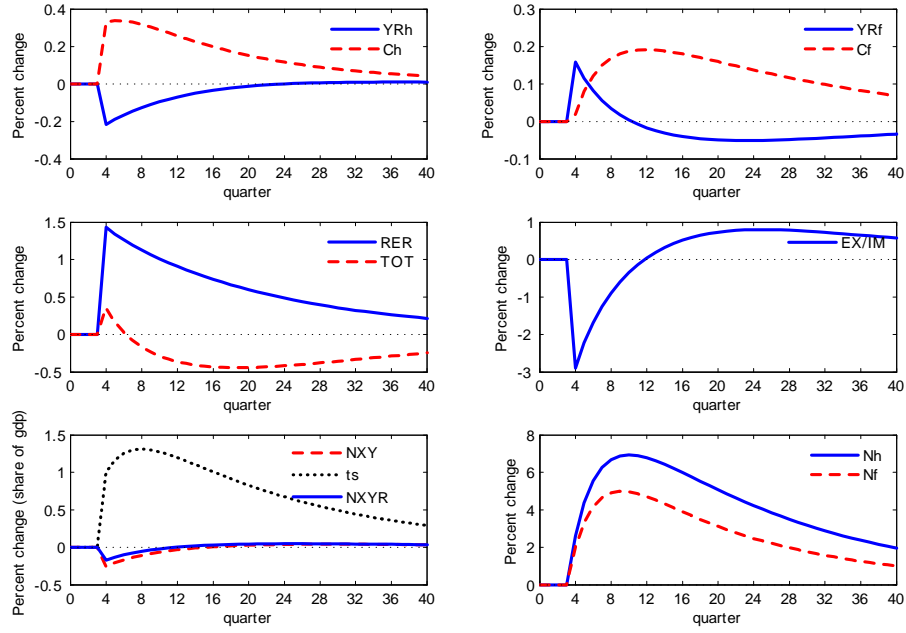 Percent change
0.4
0.2
0
-0.2
-0.4
YRh
Ch
0 4 8 12 16 20 24 28 32 36 40
quarter
Percent change
0.3
0.2
0.1
0
-0.1
YRf
Cf
0 4 8 12 16 20 24 28 32 36 40
quarter
Percent change
1.5
1
0.5
0
-0.5
RER
TOT
0 4 8 12 16 20 24 28 32 36 40
quarter
Percent change
1
0
-1
-2
-3
EX/IM
0 4 8 12 16 20 24 28 32 36 40
quarter
Percent change (share of gdp)
1.5
1
0.5
0
-0.5
NXY
ts
NXYR
0 4 8 12 16 20 24 28 32 36 40
quarter
Percent change
8
6
4
2
0
Nh
Nf
0 4 8 12 16 20 24 28 32 36 40
quarter